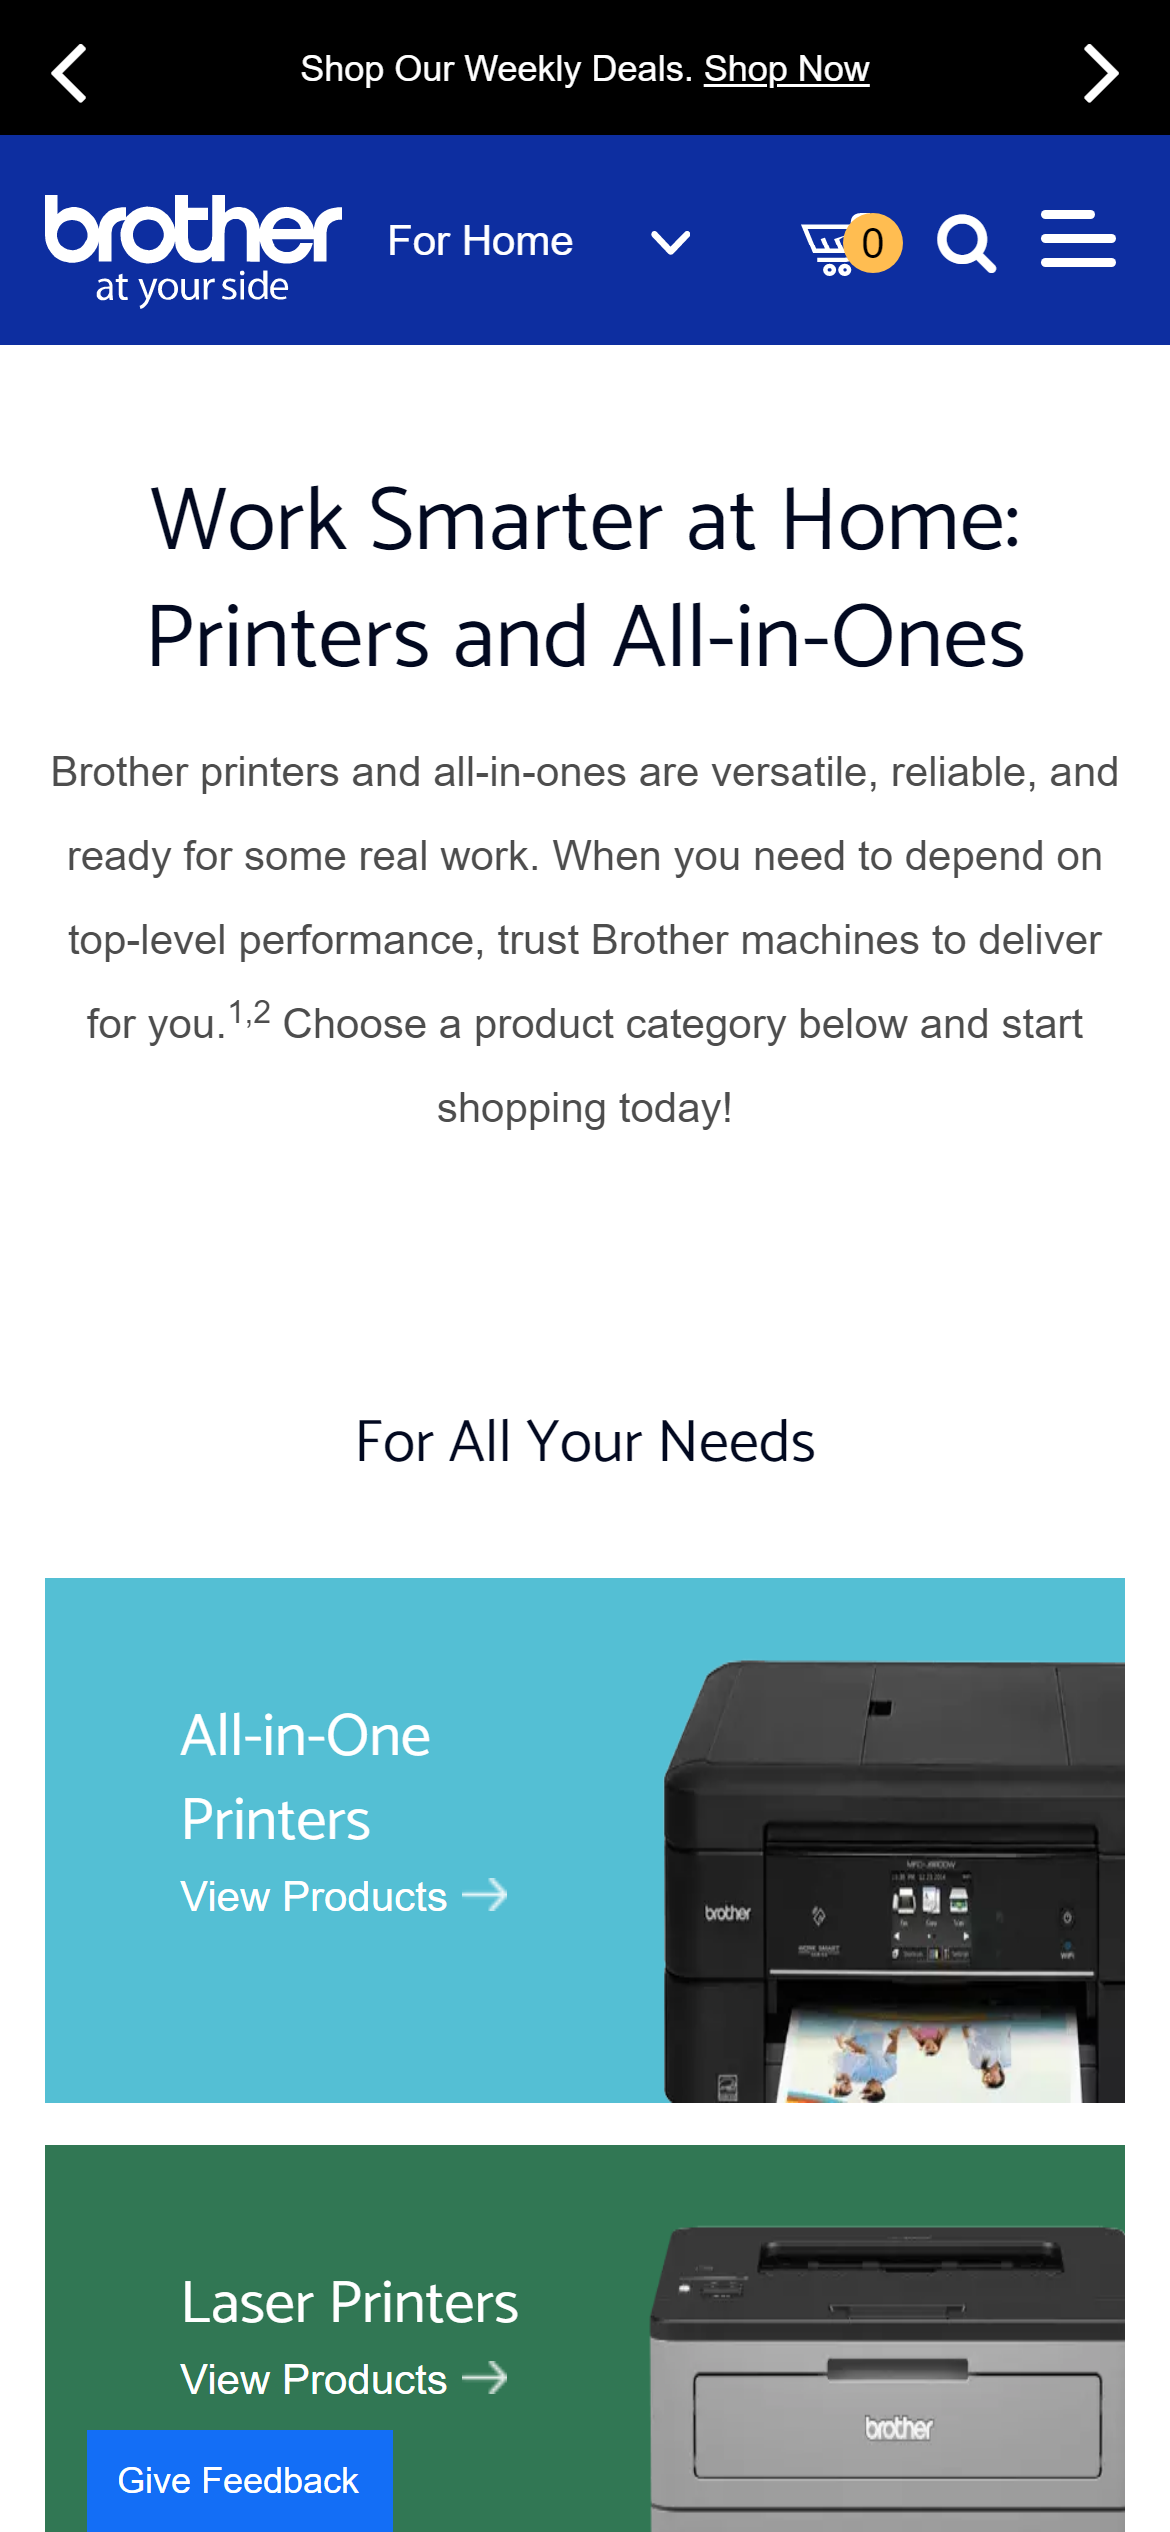 Shop Our Weekly Deals. Shop Now
brother
at your side
For Home
0
Work Smarter at Home:
Printers and All-in-Ones
Brother printers and all-in-ones are versatile, reliable, and
ready for some real work. When you need to depend on
top-level performance, trust Brother machines to deliver
for you.1,2 Choose a product category below and start
shopping today!
For All Your Needs
All-in-One
Printers
View Products
brother
WiFi
Laser Printers
View Products
brother
Give Feedback